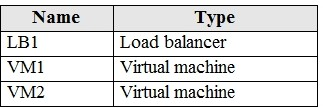 Name Type
LB1 Load balancer
VM1 Virtual machine
VM2 Virtual machine